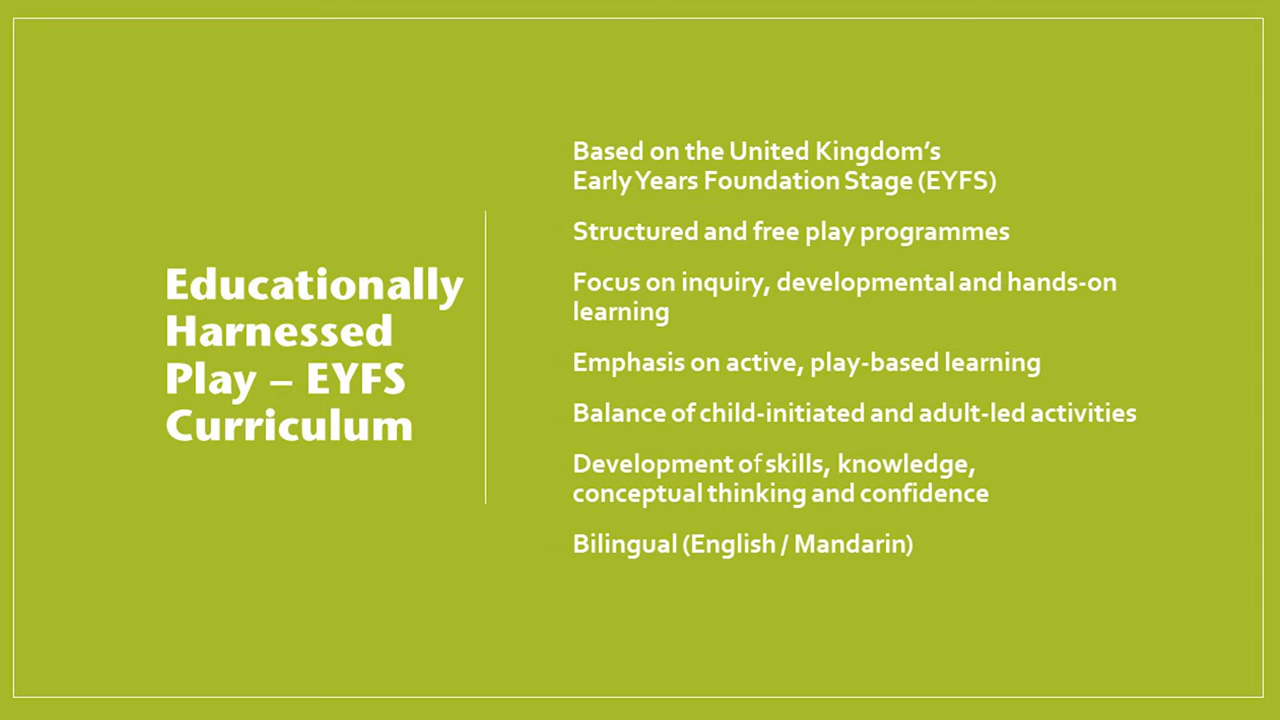 Educationally
Harnessed
Play – EYFS
Curriculum
Based on the United Kingdom’s
Early Years Foundation Stage (EYFS)
Structured and free play programmes
Focus on inquiry, developmental and hands-on
learning
Emphasis on active, play-based learning
Balance of child-initiated and adult-led activities
Development of skills, knowledge,
conceptual thinking and confidence
Bilingual (English / Mandarin)